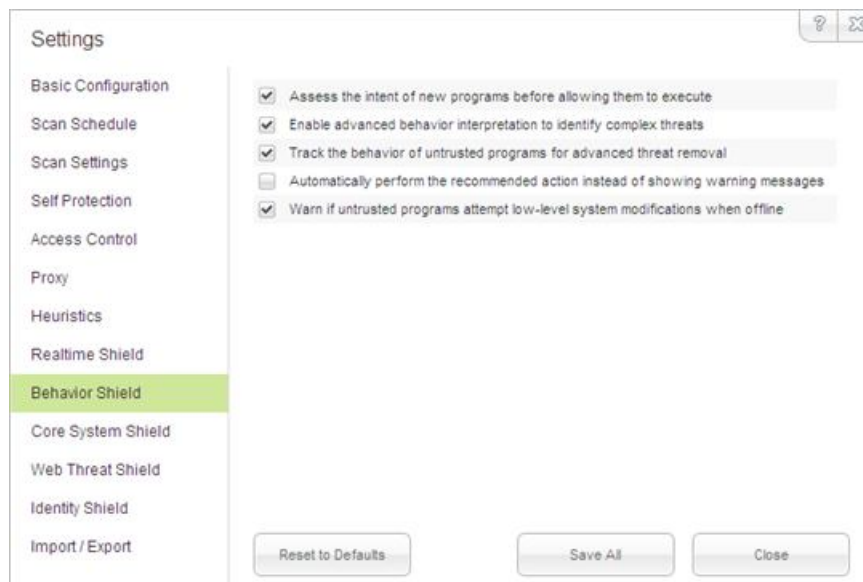 Settings
?
Basic Configuration
Scan Schedule
Scan Settings
Self Protection
Access Control
Proxy
Heuristics
Realtime Shield
Behavior Shield
Core System Shield
Web Threat Shield
Identity Shield
Import / Export
Assess the intent of new programs before allowing them to execute
Enable advanced behavior interpretation to identify complex threats
Track the behavior of untrusted programs for advanced threat removal
Automatically perform the recommended action instead of showing warning messages
Warn if untrusted programs attempt low-level system modifications when offline
Reset to Defaults
Save All
Close